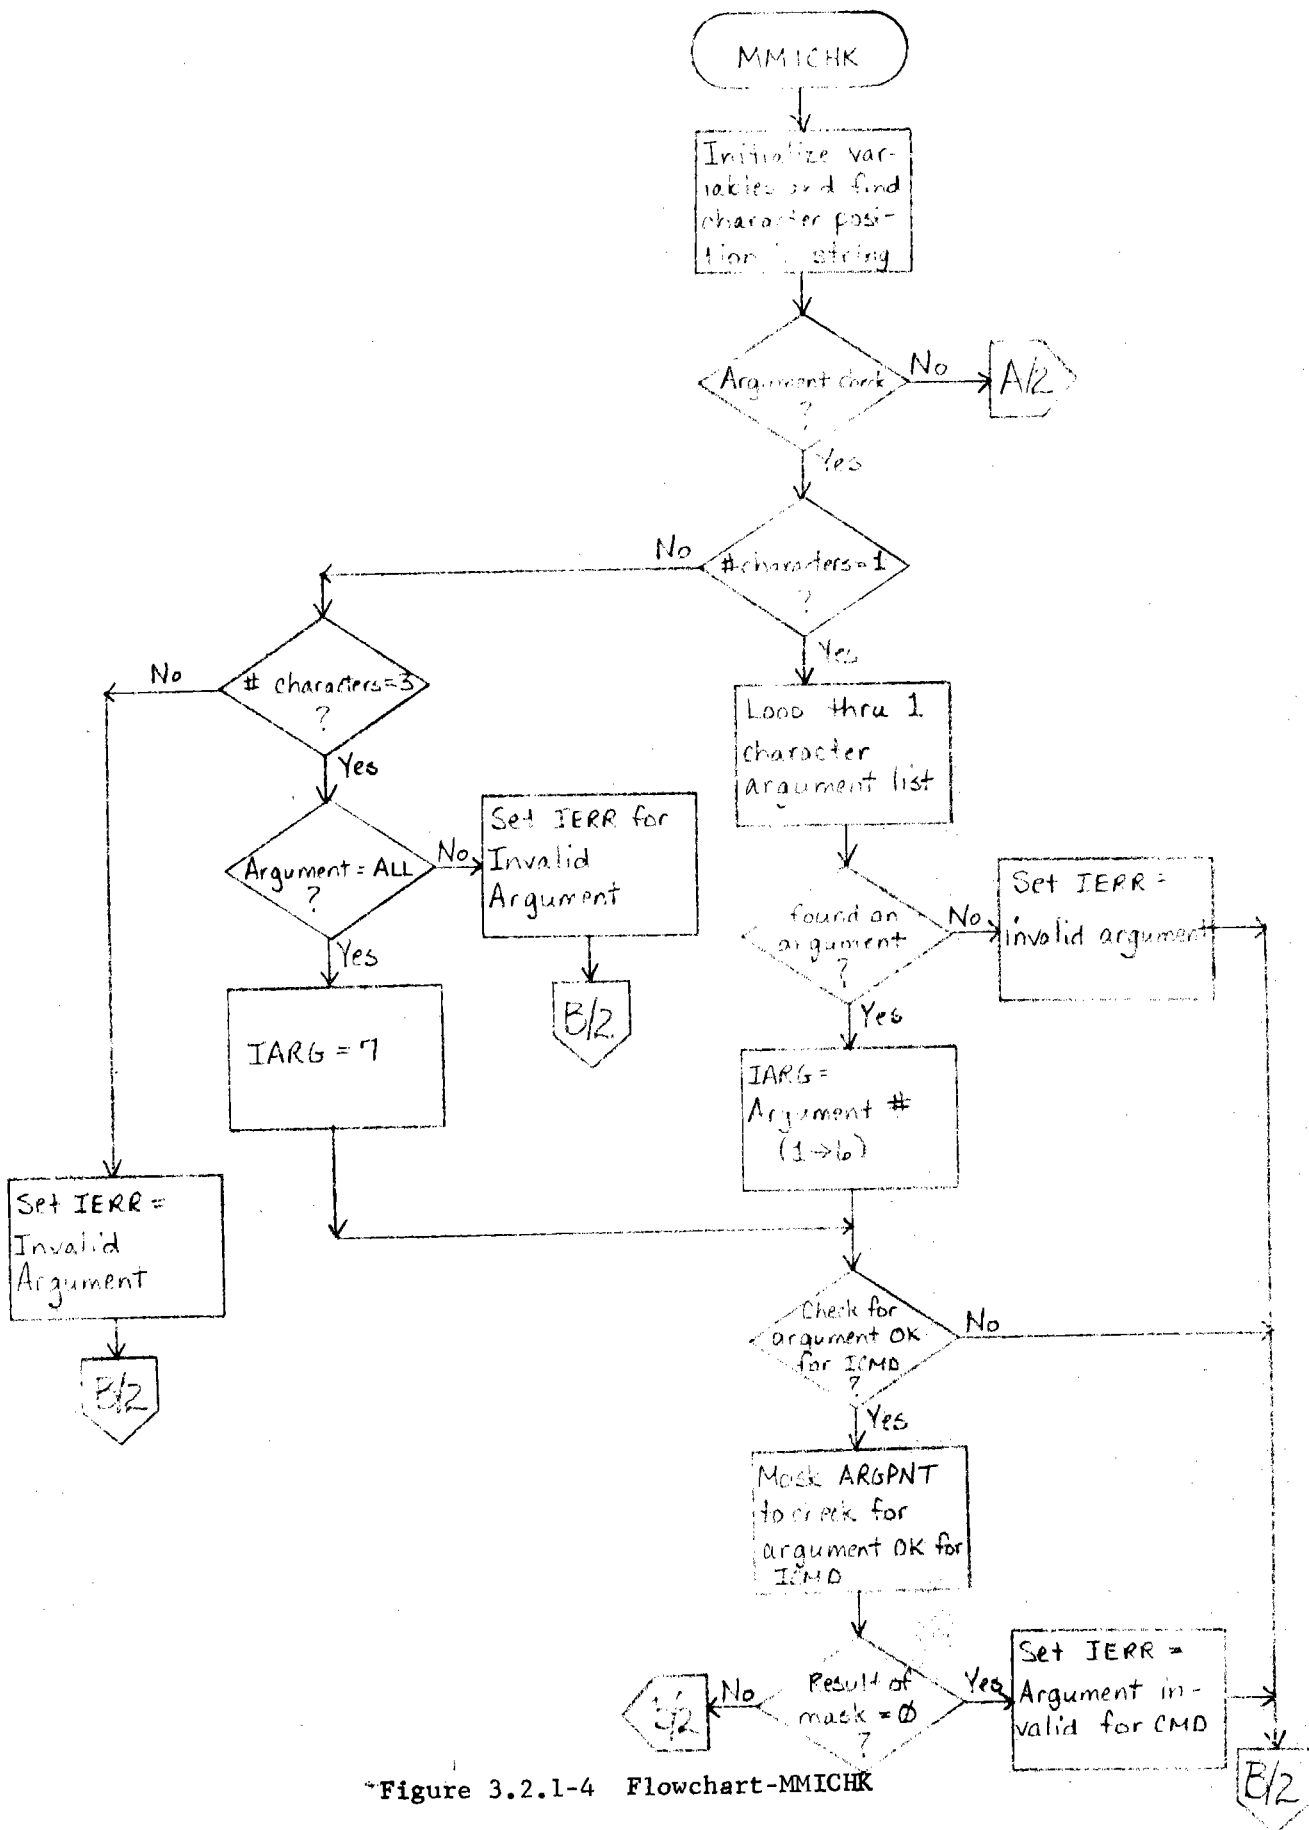 MMICHK
Initialize var-
iables and find
character posi-
tion string
Argument check
?
No
A/2
Yes
# characters = 1
?
No
Yes
# characters = 3
?
No
Yes
Loop thru 1
character
argument list
Argument = ALL
?
No
Yes
Set IERR for
Invalid
Argument
B/2
found an
argument
?
No
Yes
Set IERR =
invalid argument
IARG = 7
IARG =
Argument #
(1→6)
Set IERR =
Invalid
Argument
B/2
Check for
argument OK
for ICMD
?
No
Yes
Mask ARGPNT
to check for
argument OK for
ICMD
Result of
mask = Ø
?
No
Yes
Set IERR =
Argument in-
valid for CMD
B/2
Figure 3.2.1-4 Flowchart-MMICHK